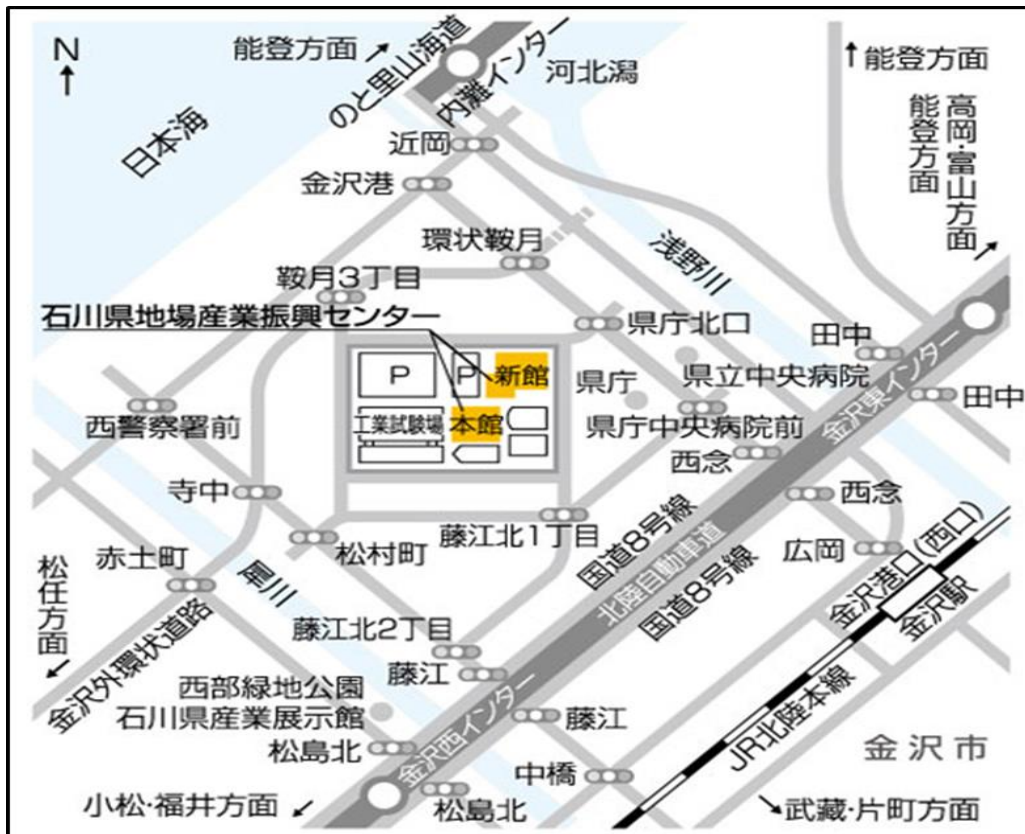 N
能登方面
のと里山海道
内灘インター
河北潟
能登方面
高岡・富山方面
能登方面
日本海
近岡
金沢港
環状鞍月
浅野川
鞍月3丁目
石川県地場産業振興センター
県庁北口
田中
P
P
新館
県庁
県立中央病院
金沢東インター
田中
西警察署前
工業試験場
本館
県庁中央病院前
西念
西念
寺中
松村町
藤江北1丁目
国道8号線
北陸自動車道
国道8号線
広岡
金沢港口(西口)
金沢駅
赤土町
松任方面
犀川
金沢外環状道路
藤江北2丁目
藤江
西部緑地公園
石川県産業展示館
金沢西インター
藤江
JR北陸本線
金沢市
松島北
中橋
小松・福井方面
松島北
武蔵・片町方面